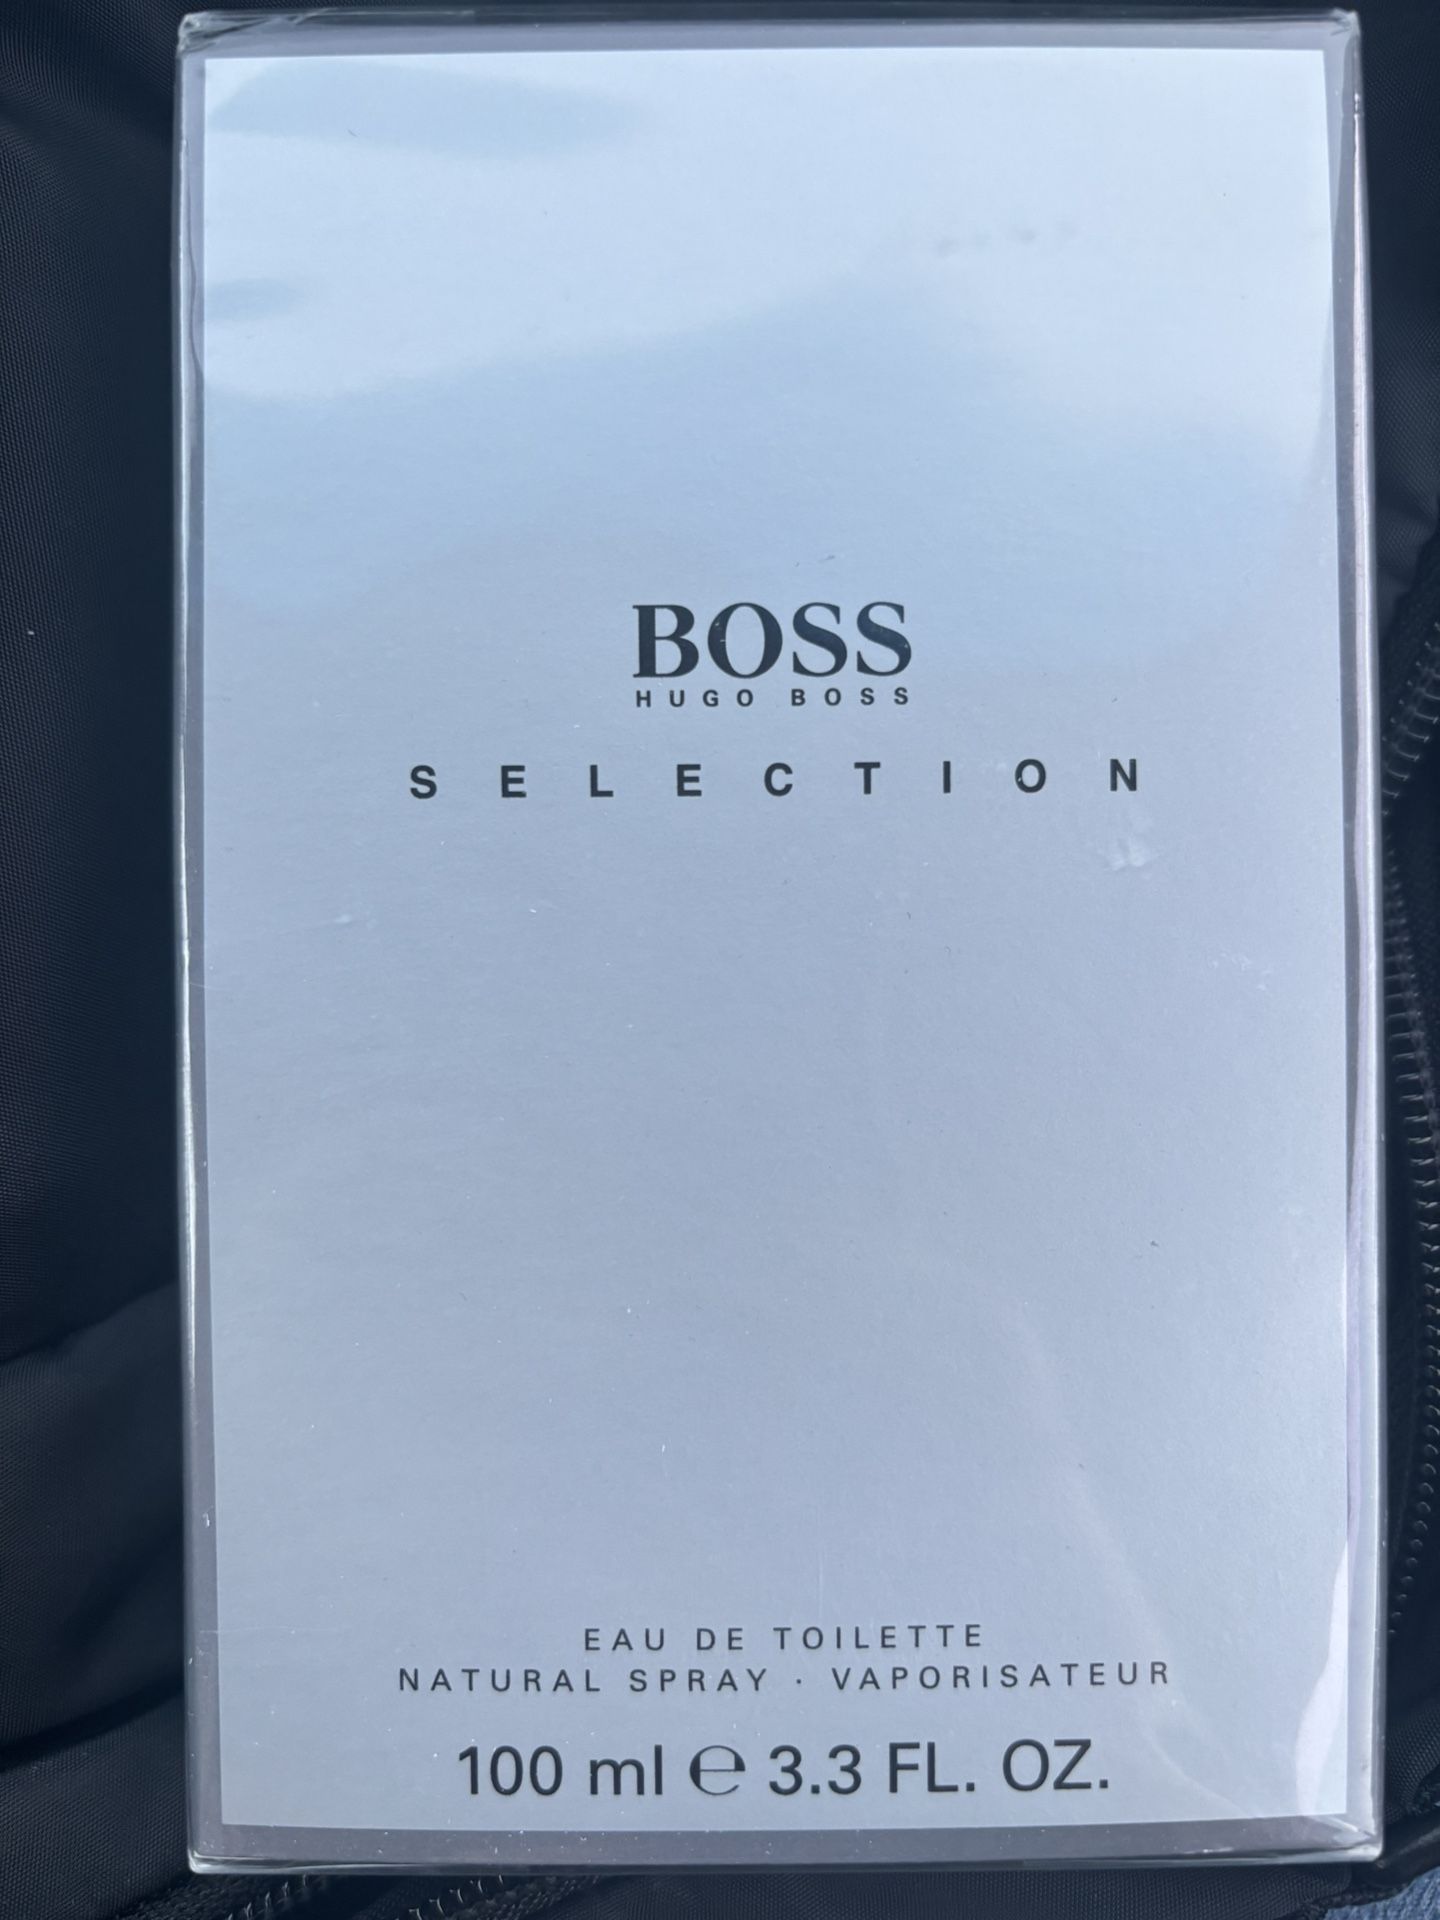 BOSS
HUGO BOSS
SELECTION
EAU DE TOILETTE
NATURAL SPRAY · VAPORISATEUR
100 ml ℮ 3.3 FL. OZ.